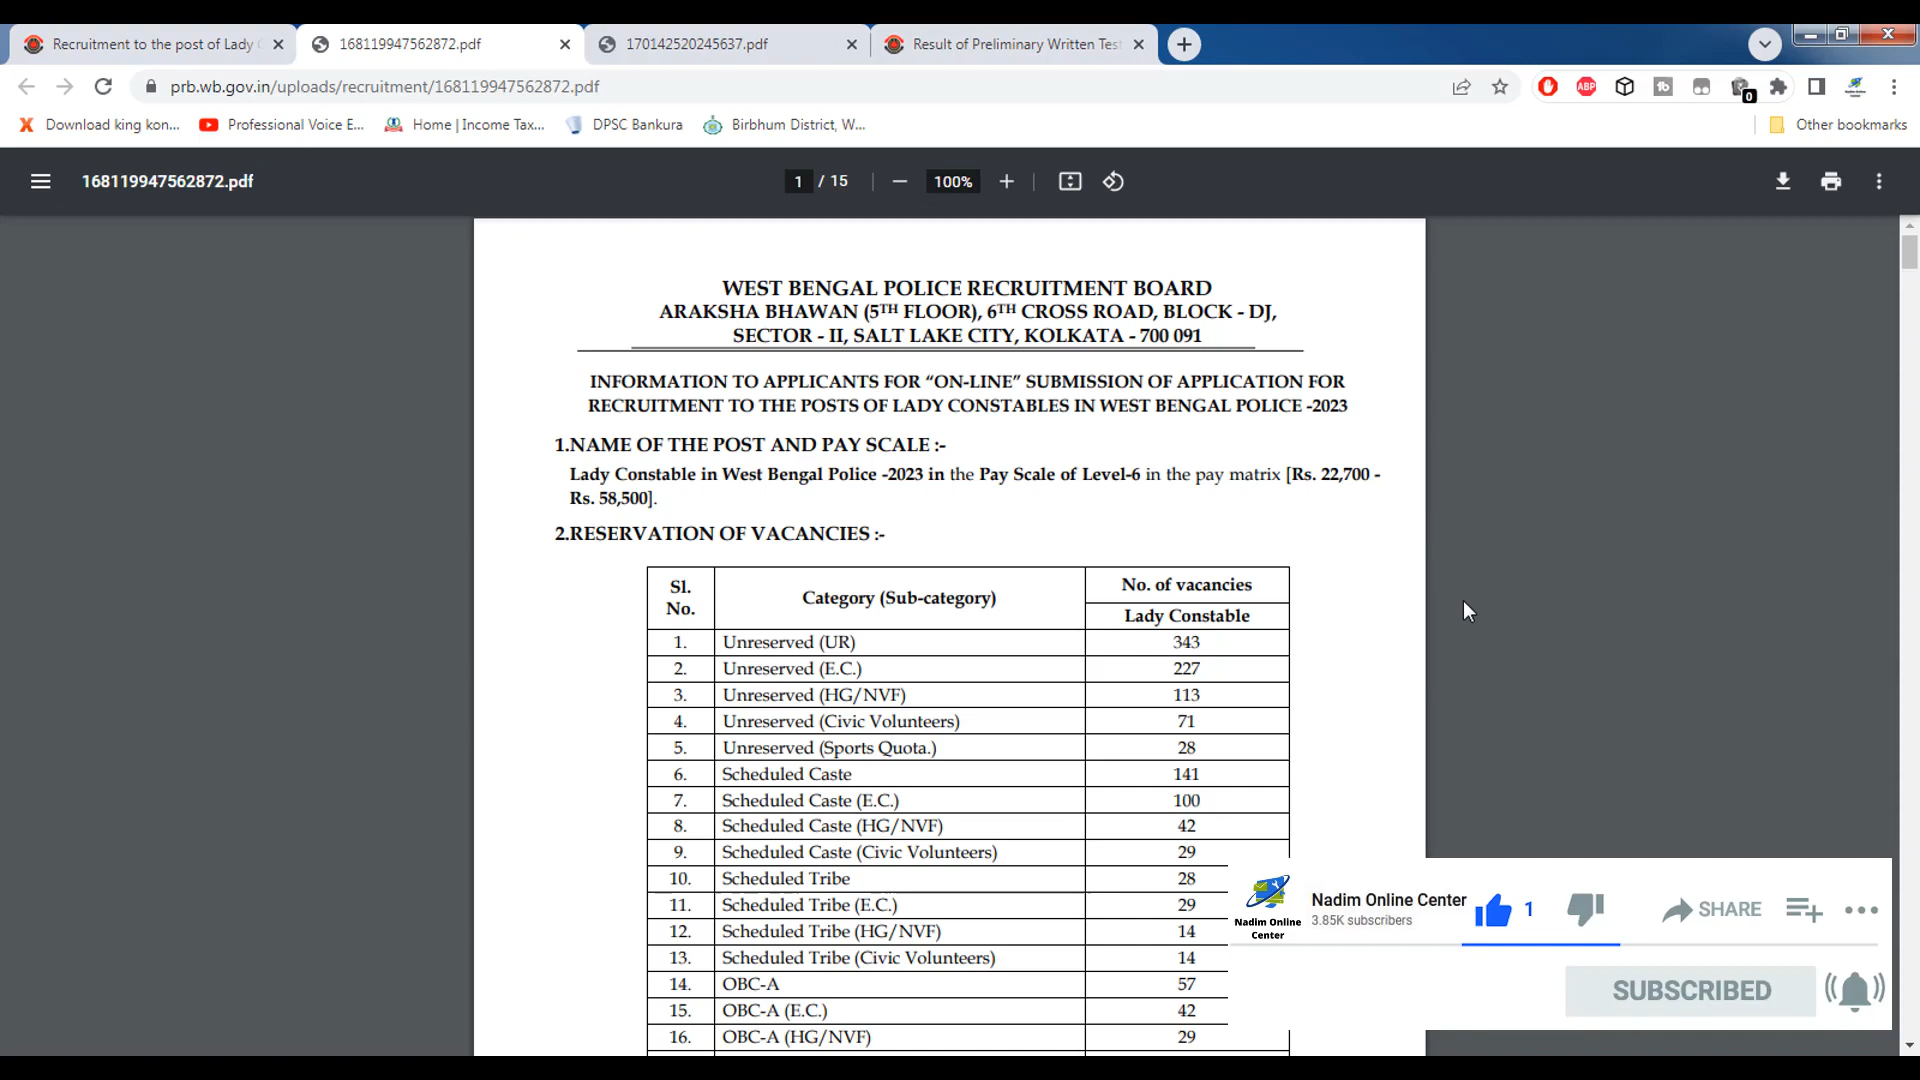 Recruitment to the post of Lady C
168119947562872.pdf
170142520245637.pdf
Result of Preliminary Written Test
prb.wb.gov.in/uploads/recruitment/168119947562872.pdf
ABP
0
Download king kon...
Professional Voice E...
Home | Income Tax...
DPSC Bankura
Birbhum District, W...
Other bookmarks
168119947562872.pdf
1 / 15
100%
WEST BENGAL POLICE RECRUITMENT BOARD
ARAKSHA BHAWAN (5TH FLOOR), 6TH CROSS ROAD, BLOCK - DJ,
SECTOR - II, SALT LAKE CITY, KOLKATA - 700 091
INFORMATION TO APPLICANTS FOR “ON-LINE” SUBMISSION OF APPLICATION FOR
RECRUITMENT TO THE POSTS OF LADY CONSTABLES IN WEST BENGAL POLICE -2023
1.NAME OF THE POST AND PAY SCALE :-
Lady Constable in West Bengal Police -2023 in the Pay Scale of Level-6 in the pay matrix [Rs. 22,700 -
Rs. 58,500].
2.RESERVATION OF VACANCIES :-
Sl. No. Category (Sub-category) No. of vacancies
Lady Constable
1. Unreserved (UR) 343
2. Unreserved (E.C.) 227
3. Unreserved (HG/NVF) 113
4. Unreserved (Civic Volunteers) 71
5. Unreserved (Sports Quota.) 28
6. Scheduled Caste 141
7. Scheduled Caste (E.C.) 100
8. Scheduled Caste (HG/NVF) 42
9. Scheduled Caste (Civic Volunteers) 29
10. Scheduled Tribe 28
11. Scheduled Tribe (E.C.) 29
12. Scheduled Tribe (HG/NVF) 14
13. Scheduled Tribe (Civic Volunteers) 14
14. OBC-A 57
15. OBC-A (E.C.) 42
16. OBC-A (HG/NVF) 29
Nadim Online
Center
Nadim Online Center
3.85K subscribers
1
SHARE
SUBSCRIBED